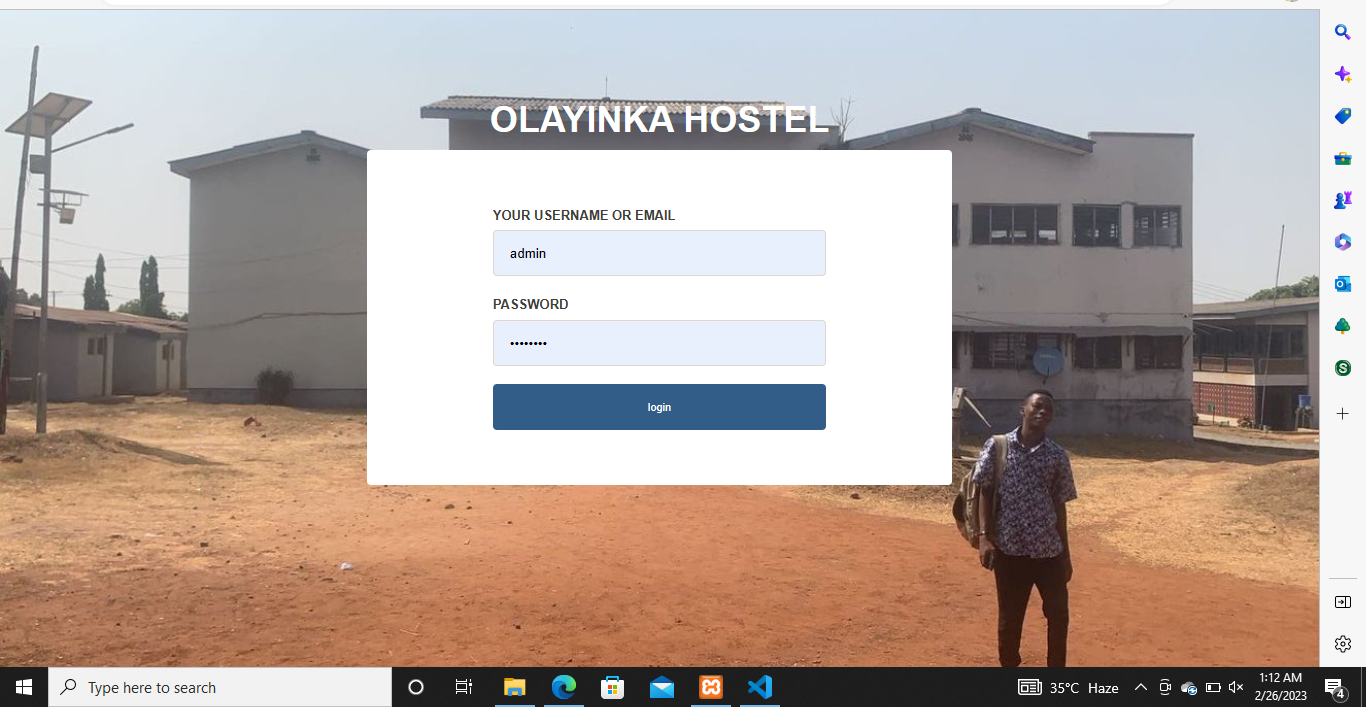 OLAYINKA HOSTEL
YOUR USERNAME OR EMAIL
admin
PASSWORD
••••••••
login
Type here to search
35°C Haze
1:12 AM
2/26/2023
4